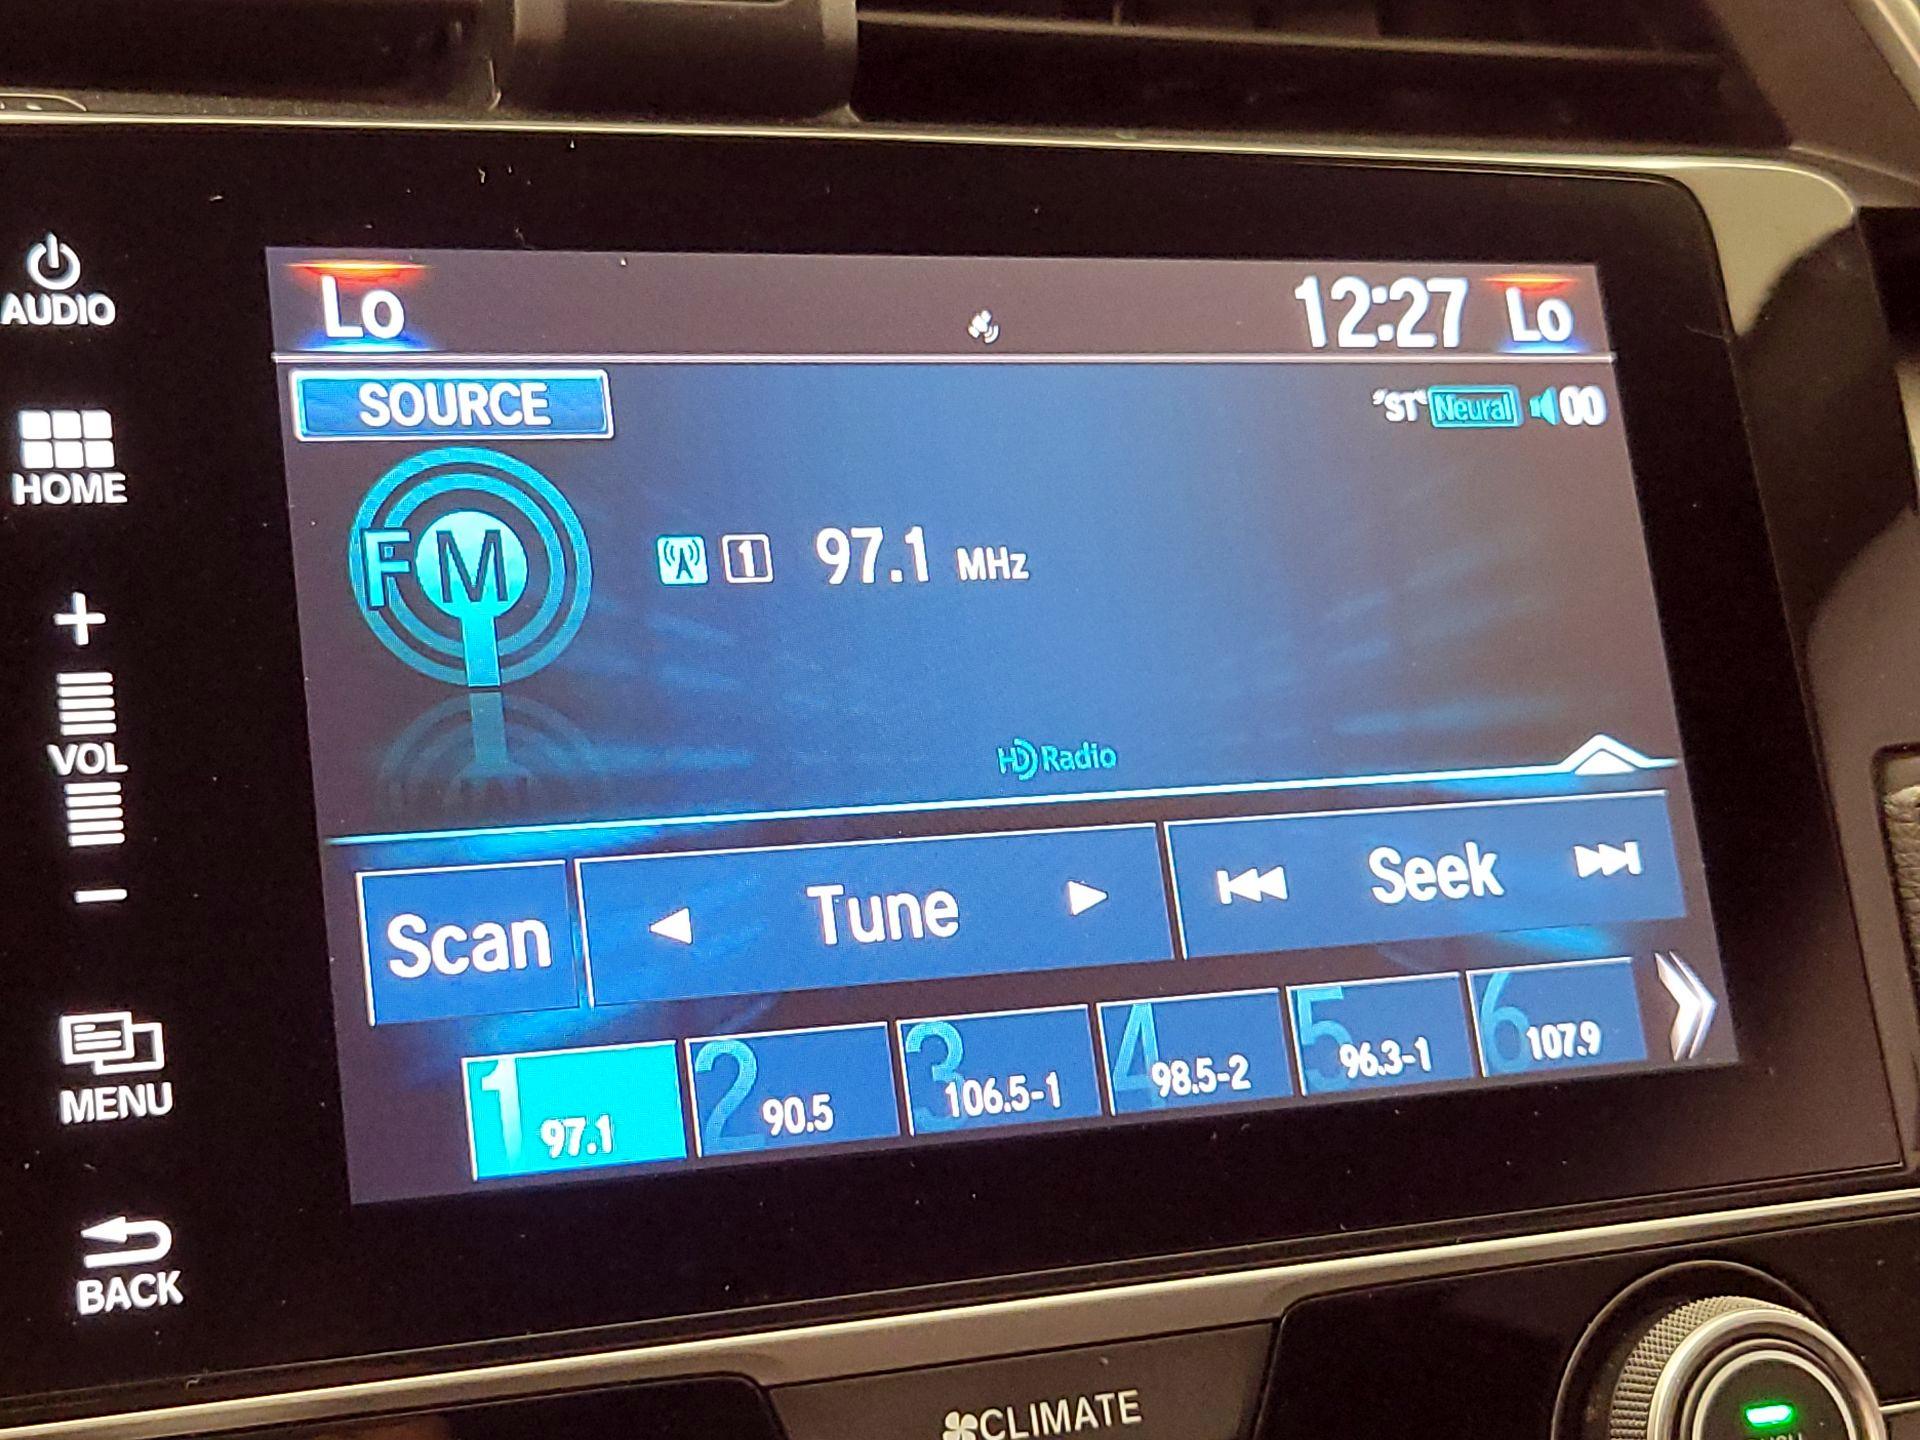 AUDIO
HOME
VOL
MENU
BACK
Lo
12:27 Lo
SOURCE
ST Neural 00
FM
1 97.1 MHz
HD Radio
Scan Tune Seek
1 97.1
2 90.5
3 106.5-1
4 98.5-2
5 96.3-1
6 107.9
CLIMATE